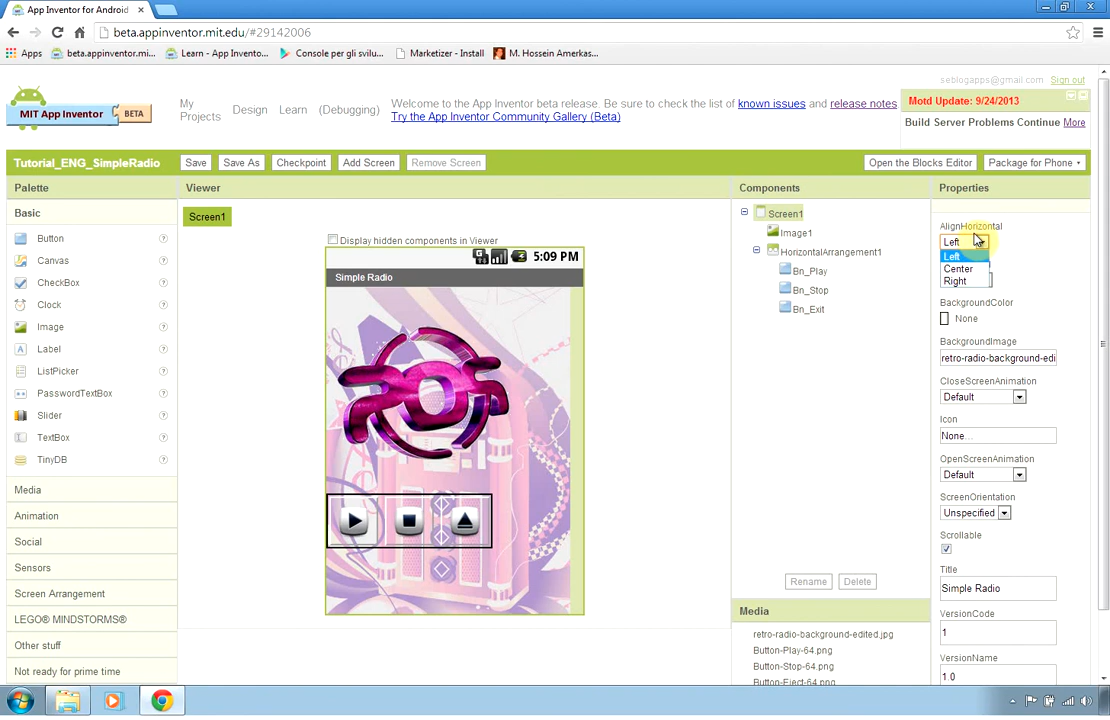 App Inventor for Android
beta.appinventor.mit.edu/#29142006
Apps
beta.appinventor.mi...
Learn - App Invento...
Console per gli svilu...
Marketizer - Install
M. Hossein Amerkas...
seblogapps@gmail.com Sign out
MIT App Inventor BETA
My Projects
Design
Learn
(Debugging)
Welcome to the App Inventor beta release. Be sure to check the list of known issues and release notes
Try the App Inventor Community Gallery (Beta)
Motd Update: 9/24/2013
Build Server Problems Continue More
Tutorial_ENG_SimpleRadio
Save
Save As
Checkpoint
Add Screen
Remove Screen
Open the Blocks Editor
Package for Phone
Palette
Viewer
Components
Properties
Basic
Button
Canvas
CheckBox
Clock
Image
Label
ListPicker
PasswordTextBox
Slider
TextBox
TinyDB
Media
Animation
Social
Sensors
Screen Arrangement
LEGO® MINDSTORMS®
Other stuff
Not ready for prime time
Screen1
Display hidden components in Viewer
5:09 PM
Simple Radio
Screen1
Image1
HorizontalArrangement1
Bn_Play
Bn_Stop
Bn_Exit
Rename
Delete
Media
retro-radio-background-edited.jpg
Button-Play-64.png
Button-Stop-64.png
Button-Eject-64.png
AlignHorizontal
Left
Left
Center
Right
BackgroundColor
None
BackgroundImage
retro-radio-background-edi
CloseScreenAnimation
Default
Icon
None...
OpenScreenAnimation
Default
ScreenOrientation
Unspecified
Scrollable
Title
Simple Radio
VersionCode
1
VersionName
1.0